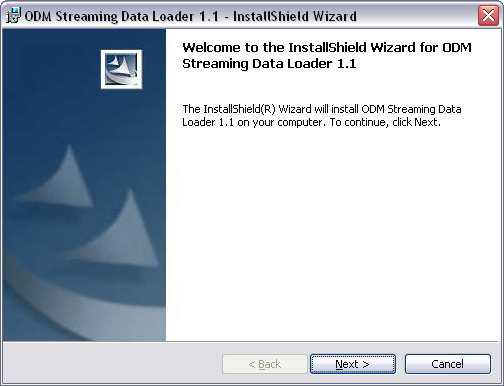 ODM Streaming Data Loader 1.1 - InstallShield Wizard
Welcome to the InstallShield Wizard for ODM
Streaming Data Loader 1.1
The InstallShield(R) Wizard will install ODM Streaming Data
Loader 1.1 on your computer. To continue, click Next.
< Back
Next >
Cancel